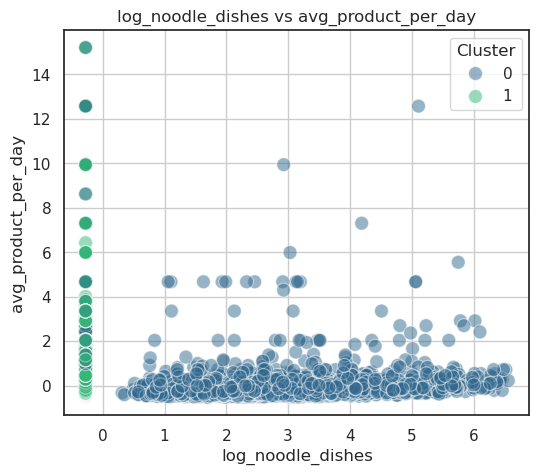 log_noodle_dishes vs avg_product_per_day
Cluster
0
1
avg_product_per_day
14
12
10
8
6
4
2
0
0 1 2 3 4 5 6
log_noodle_dishes